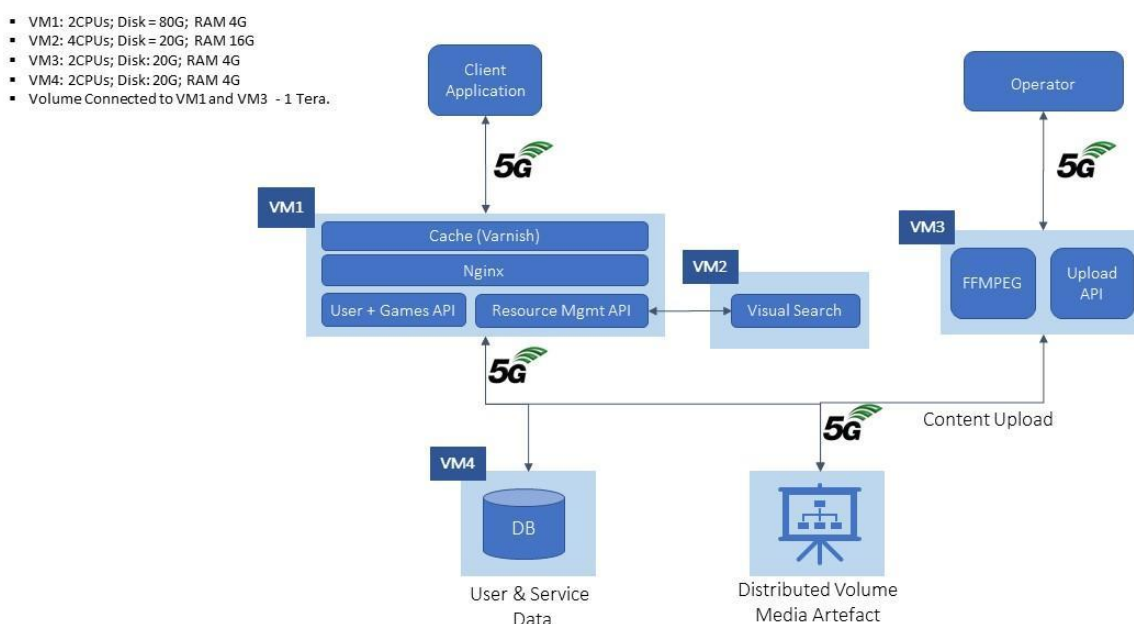 VM1: 2CPUs; Disk = 80G; RAM 4G
VM2: 4CPUs; Disk = 20G; RAM 16G
VM3: 2CPUs; Disk: 20G; RAM 4G
VM4: 2CPUs; Disk: 20G; RAM 4G
Volume Connected to VM1 and VM3 - 1 Tera.
Client
Application
Operator
5G
5G
VM1
Cache (Varnish)
Nginx
User + Games API
Resource Mgmt API
VM2
Visual Search
VM3
FFMPEG
Upload
API
5G
5G
Content Upload
VM4
DB
User & Service
Data
Distributed Volume
Media Artefact